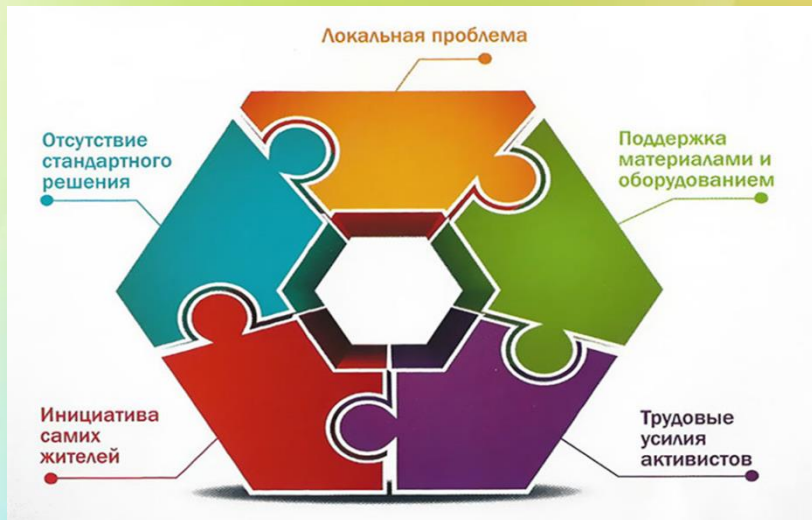 Локальная проблема
Отсутствие
стандартного
решения
Поддержка
материалами и
оборудованием
Инициатива
самих
жителей
Трудовые
усилия
активистов